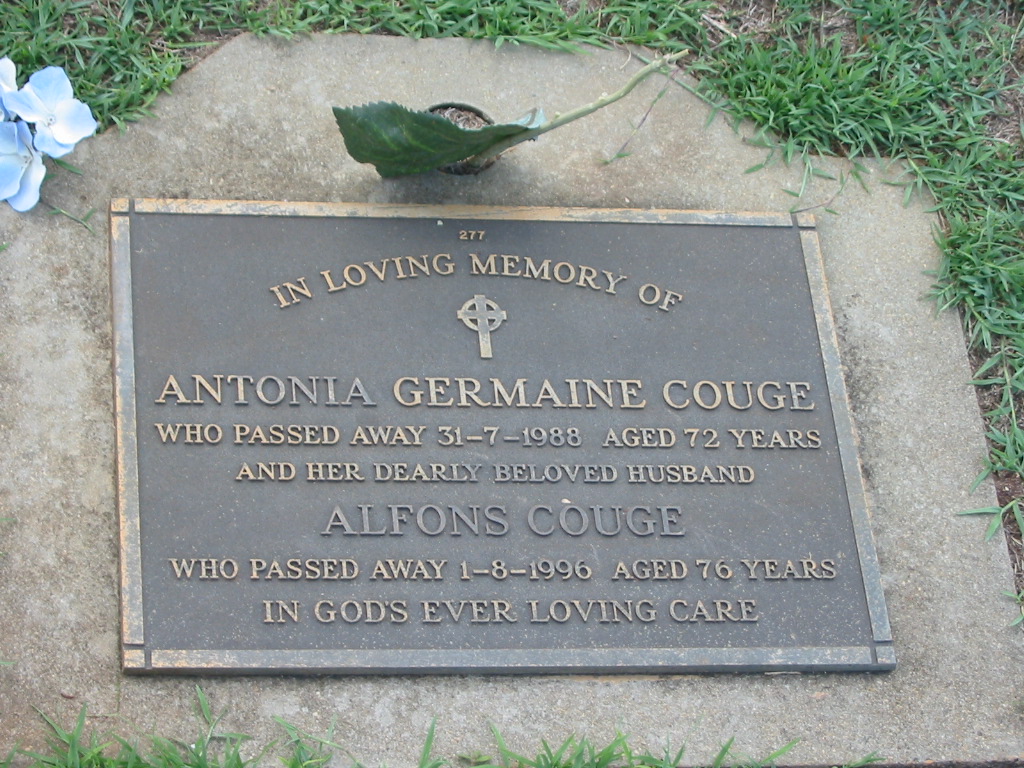 277
IN LOVING MEMORY OF
ANTONIA GERMAINE COUGE
WHO PASSED AWAY 31-7-1988 AGED 72 YEARS
AND HER DEARLY BELOVED HUSBAND
ALFONS COUGE
WHO PASSED AWAY 1-8-1996 AGED 76 YEARS
IN GOD'S EVER LOVING CARE